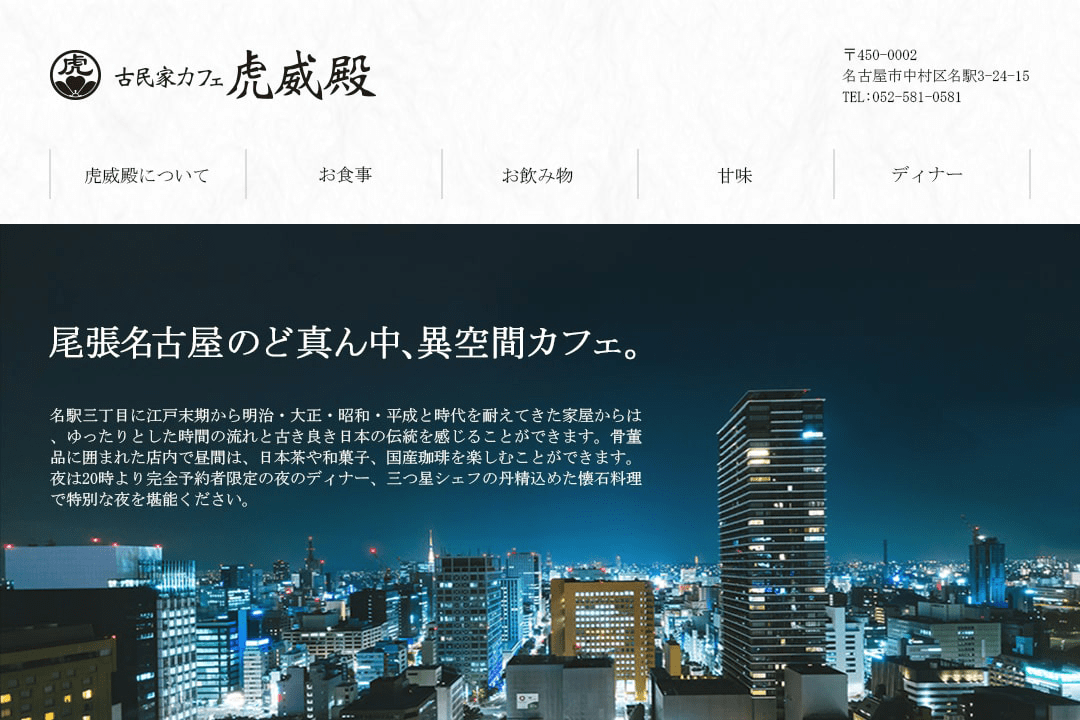 虎
古民家カフェ 虎威殿
〒450-0002
名古屋市中村区名駅3-24-15
TEL:052-581-0581
虎威殿について
お食事
お飲み物
甘味
ディナー
尾張名古屋のど真ん中、異空間カフェ。
名駅三丁目に江戸末期から明治・大正・昭和・平成と時代を耐えてきた家屋からは
、ゆったりとした時間の流れと古き良き日本の伝統を感じることができます。骨董
品に囲まれた店内で昼間は、日本茶や和菓子、国産珈琲を楽しむことができます。
夜は20時より完全予約者限定の夜のディナー、三つ星シェフの丹精込めた懐石料理
で特別な夜を堪能ください。